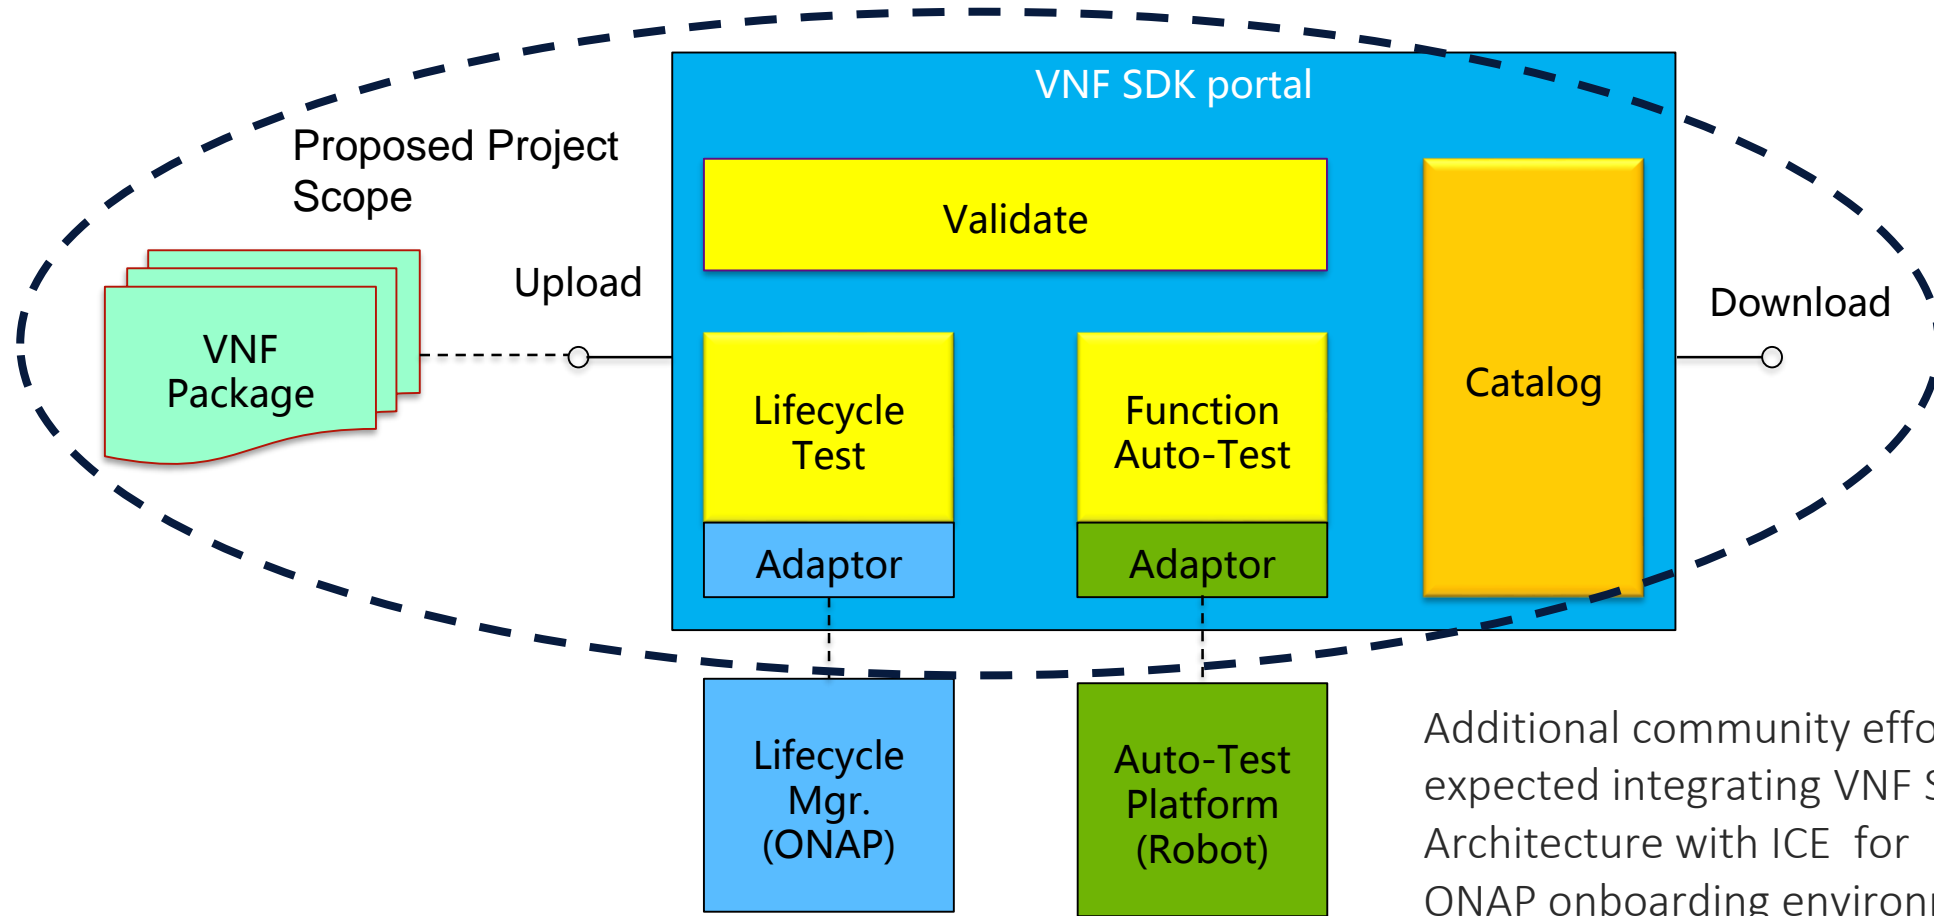 VNF SDK portal
Proposed Project
Scope
Validate
Upload
Download
VNF
Package
Lifecycle
Test
Function
Auto-Test
Catalog
Adaptor
Adaptor
Lifecycle
Mgr.
(ONAP)
Auto-Test
Platform
(Robot)
Additional community
expected integrating VNF
Architecture with ICE for
ONAP onboarding